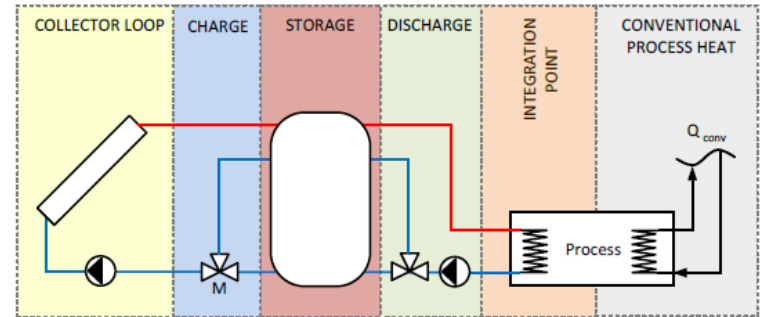 COLLECTOR LOOP
CHARGE
STORAGE
DISCHARGE
INTEGRATION
POINT
CONVENTIONAL
PROCESS HEAT
Q conv
Process
M